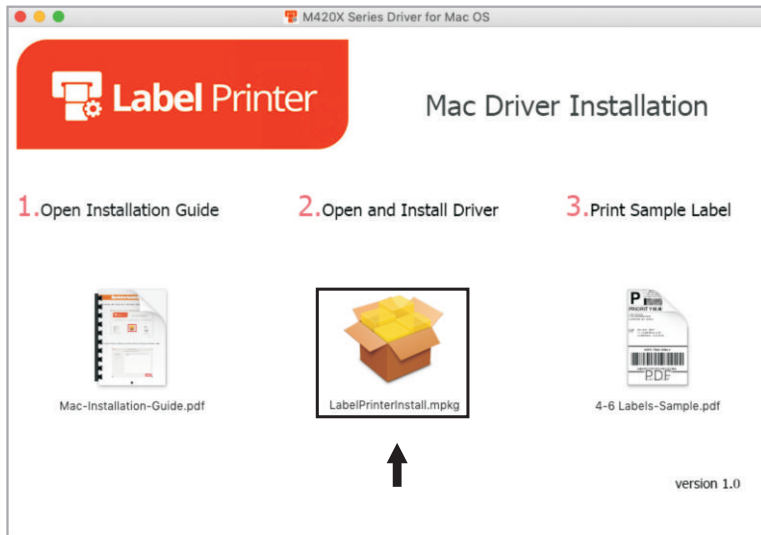 M420X Series Driver for Mac OS
Label Printer
Mac Driver Installation
1.Open Installation Guide
2.Open and Install Driver
3.Print Sample Label
P
PDF
Mac-Installation-Guide.pdf
LabelPrinterInstall.mpkg
4-6 Labels-Sample.pdf
version 1.0